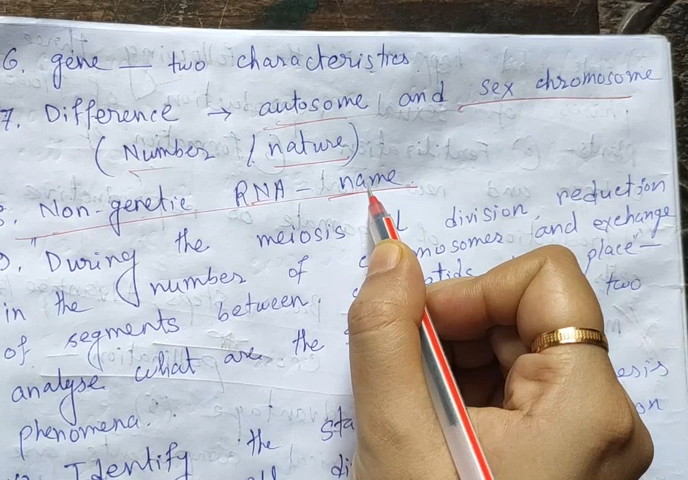 6. gene — two characteristics
7. Difference → autosome and sex chromosome
(Number / nature)
8. Non-genetic RNA - name.
9. During the meiosis division, reduction
in the number of and exchange
of segments between place —
analyse what are the two
phenomena.
Identify the